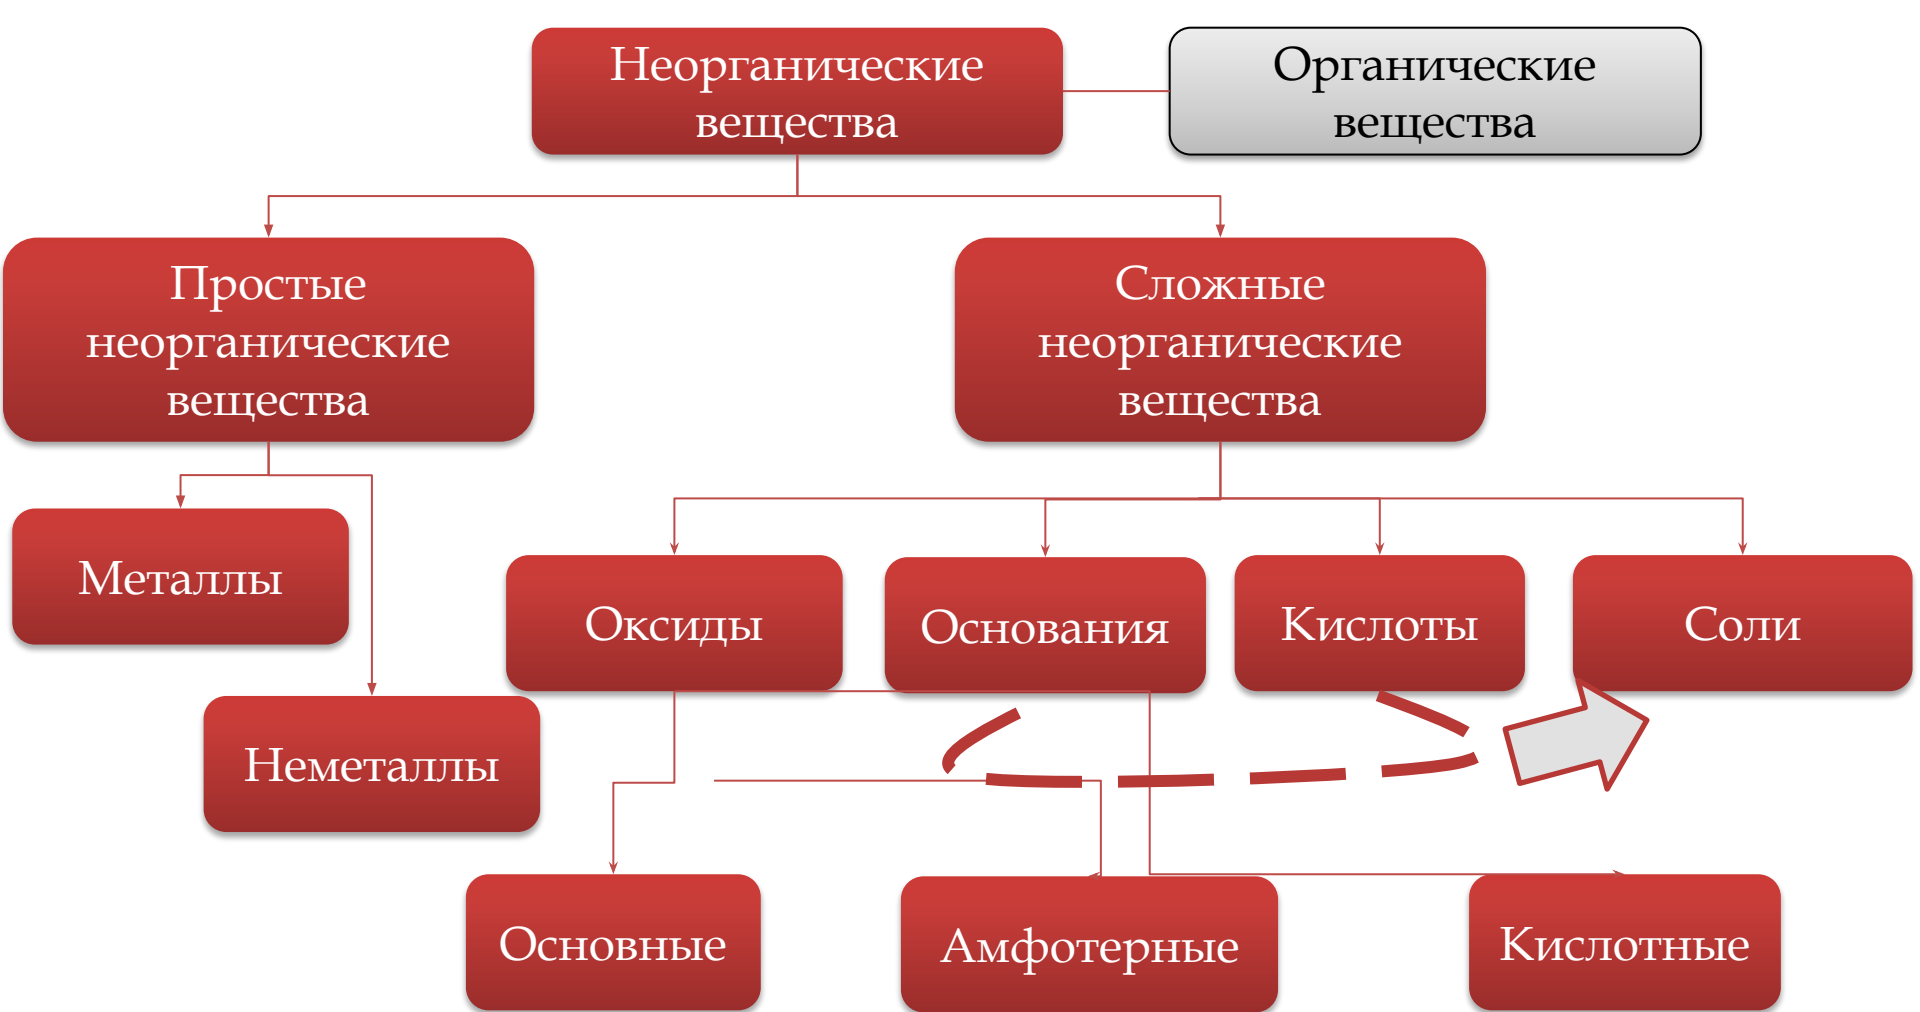 Неорганические
вещества
Органические
вещества
Простые
неорганические
вещества
Сложные
неорганические
вещества
Металлы
Неметаллы
Оксиды
Основания
Кислоты
Соли
Основные
Амфотерные
Кислотные